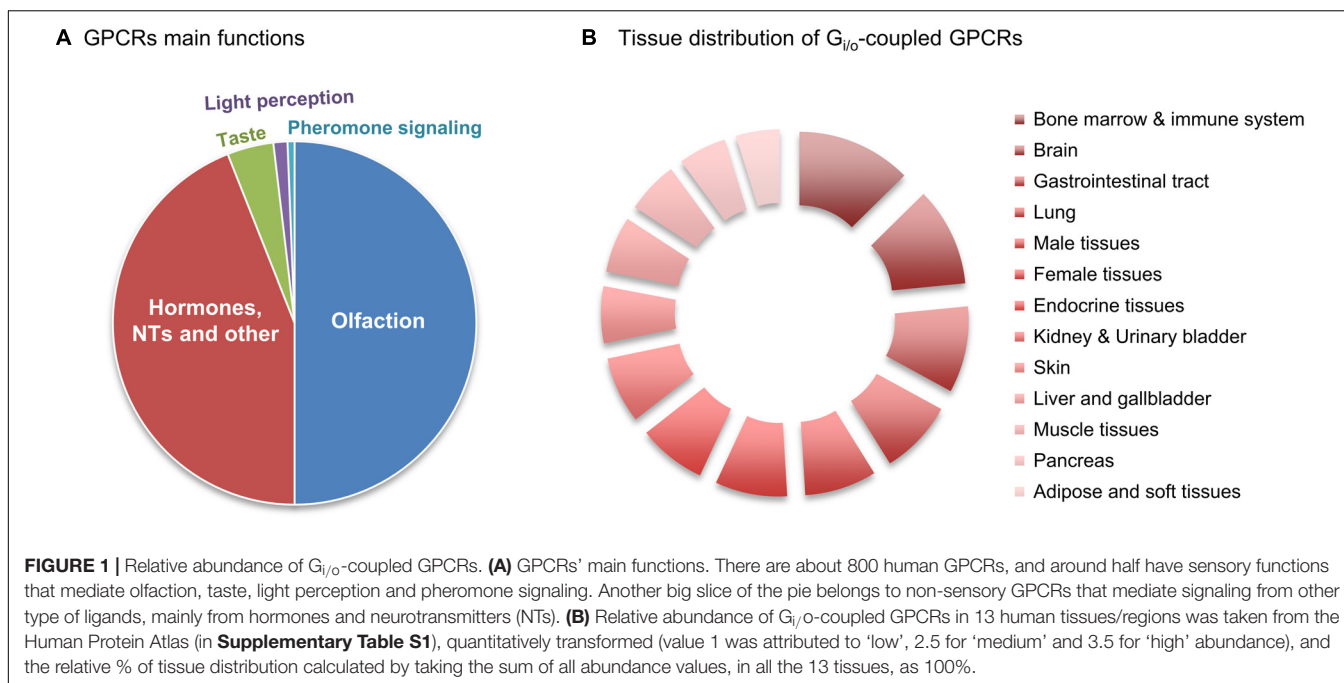 A GPCRs main functions
Light perception
Taste
Pheromone signaling
Hormones,
NTs and other
Olfaction
B Tissue distribution of Gi/o-coupled GPCRs
Bone marrow & immune system
Brain
Gastrointestinal tract
Lung
Male tissues
Female tissues
Endocrine tissues
Kidney & Urinary bladder
Skin
Liver and gallbladder
Muscle tissues
Pancreas
Adipose and soft tissues
FIGURE 1 | Relative abundance of Gi/o-coupled GPCRs. (A) GPCRs' main functions. There are about 800 human GPCRs, and around half have sensory functions
that mediate olfaction, taste, light perception and pheromone signaling. Another big slice of the pie belongs to non-sensory GPCRs that mediate signaling from other
type of ligands, mainly from hormones and neurotransmitters (NTs). (B) Relative abundance of Gi/o-coupled GPCRs in 13 human tissues/regions was taken from the
Human Protein Atlas (in Supplementary Table S1), quantitatively transformed (value 1 was attributed to 'low', 2.5 for 'medium' and 3.5 for 'high' abundance), and
the relative % of tissue distribution calculated by taking the sum of all abundance values, in all the 13 tissues, as 100%.